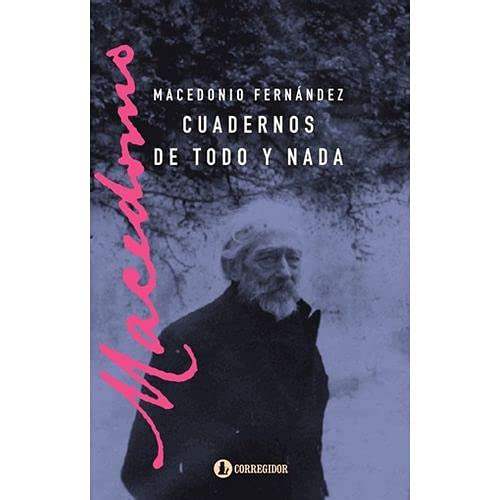 Macedonio
MACEDONIO FERNÁNDEZ
CUADERNOS
DE TODO Y NADA
CORREGIDOR